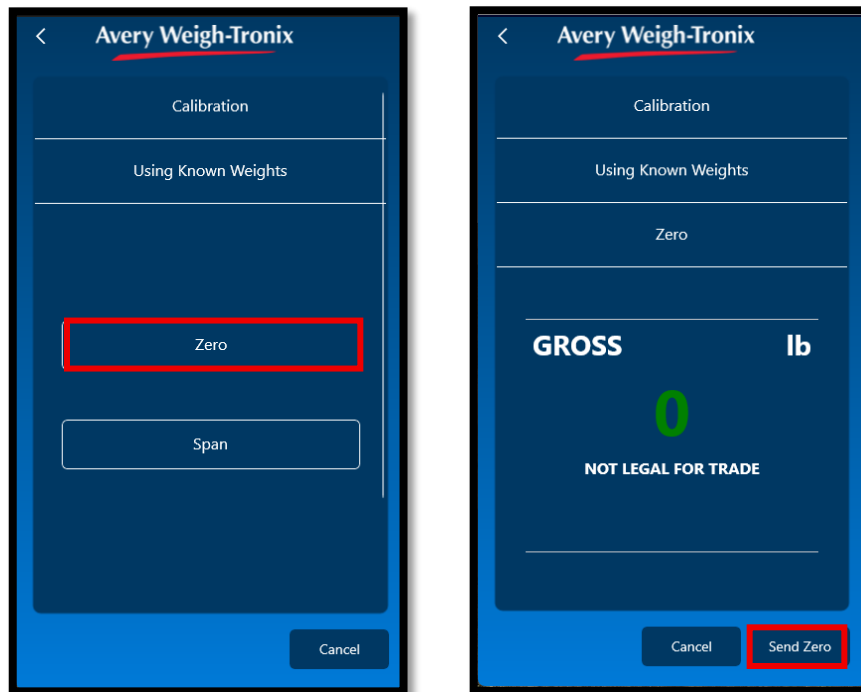 Avery Weigh-Tronix
Calibration
Using Known Weights
Zero
Span
Cancel
Avery Weigh-Tronix
Calibration
Using Known Weights
Zero
GROSS lb
0
NOT LEGAL FOR TRADE
Cancel Send Zero